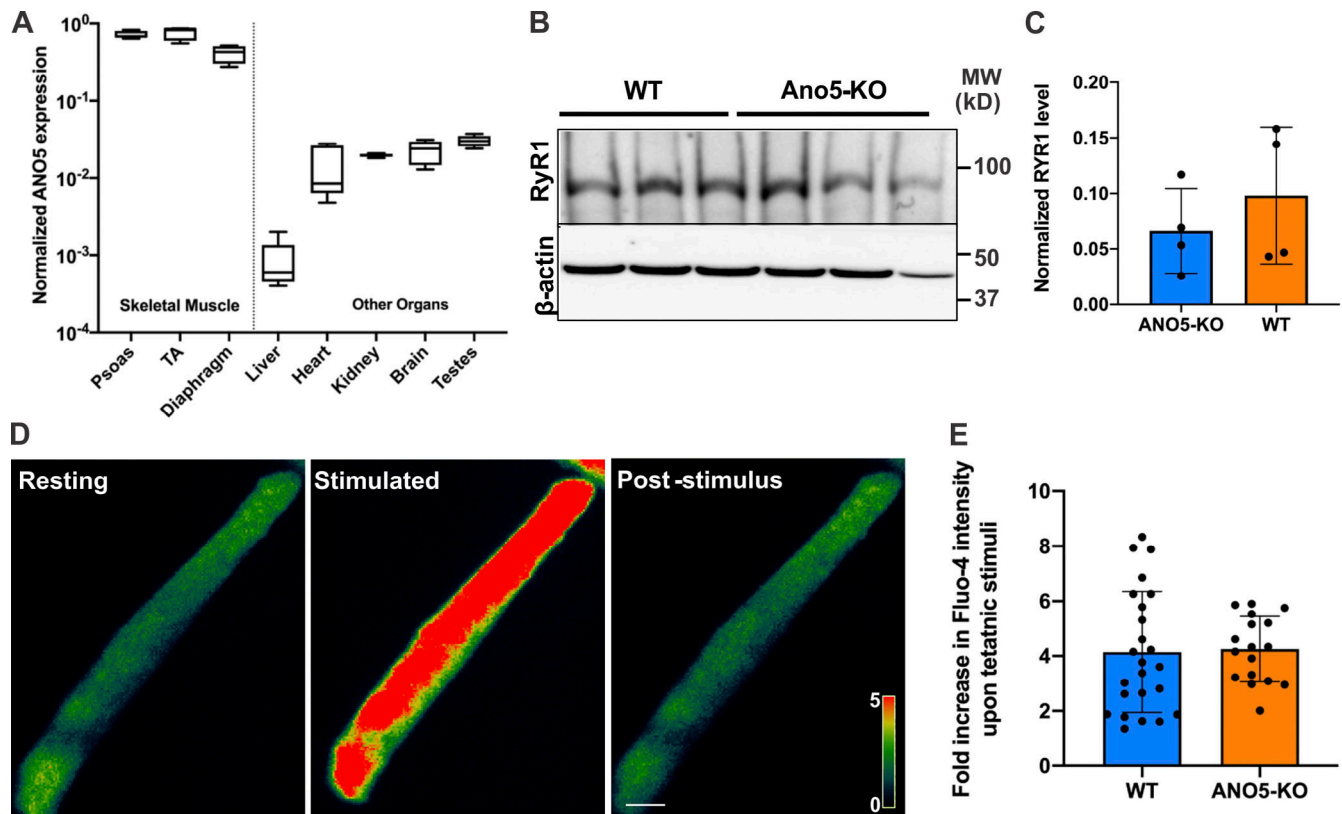 A
Normalized ANO5 expression
10⁰
10⁻¹
10⁻²
10⁻³
10⁻⁴
Skeletal Muscle
Other Organs
Psoas
TA
Diaphragm
Liver
Heart
Kidney
Brain
Testes
B
WT
Ano5-KO
MW
(kD)
RyR1
β-actin
100
50
37
C
Normalized RYR1 level
0.20
0.15
0.10
0.05
0.00
ANO5-KO
WT
D
Resting
Stimulated
Post-stimulus
5
0
E
Fold increase in Fluo-4 intensity
upon tetatnic stimuli
10
8
6
4
2
0
WT
ANO5-KO